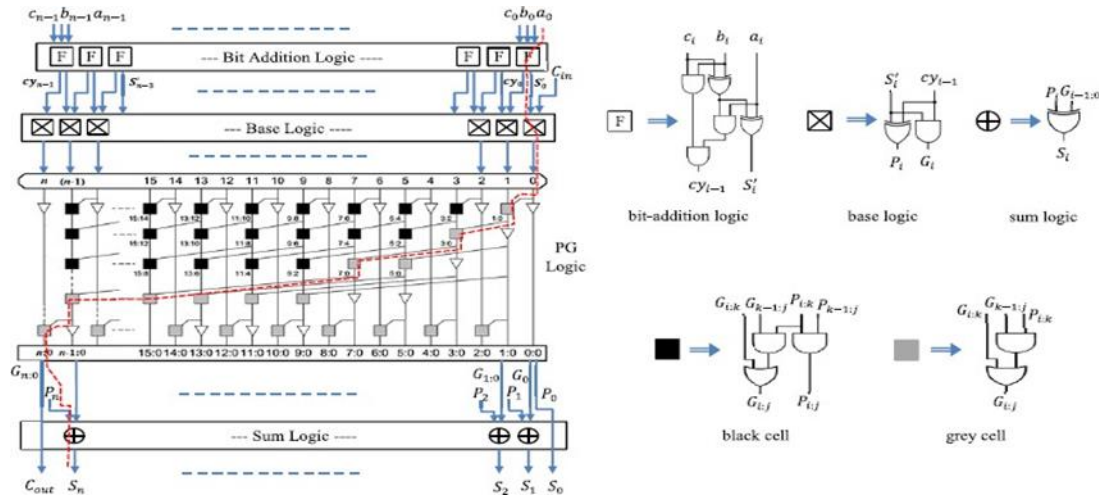 c_{n-1} b_{n-1} a_{n-1} c_0 b_0 a_0
F F F --- Bit Addition Logic --- F F F
cy_{n-1} S'_{n-1} cy_0 S'_0 C_{in}
--- Base Logic ---
n (n-1) 15 14 13 12 11 10 9 8 7 6 5 4 3 2 1 0
15:14 13:12 11:10 9:8 7:6 5:4 3:2 1:0
15:12 13:10 11:8 9:6 7:4 5:2 3:0
15:8 13:6 11:4 9:2 7:0 5:0
PG
Logic
n:0 n-1:0 15:0 14:0 13:0 12:0 11:0 10:0 9:0 8:0 7:0 6:0 5:0 4:0 3:0 2:0 1:0 0:0
G_{n:0} G_{1:0} G_0
P_n P_2 P_1 P_0
--- Sum Logic ---
C_{out} S_n S_2 S_1 S_0
c_i b_i a_i
F
cy_{i-1} S'_i
bit-addition logic
S'_i cy_{i-1}
P_i G_i
base logic
P_i G_{i-1:0}
S_i
sum logic
G_{i:k} G_{k-1:j} P_{i:k} P_{k-1:j}
G_{i:j} P_{i:j}
black cell
G_{i:k} G_{k-1:j} P_{i:k}
G_{i:j}
grey cell